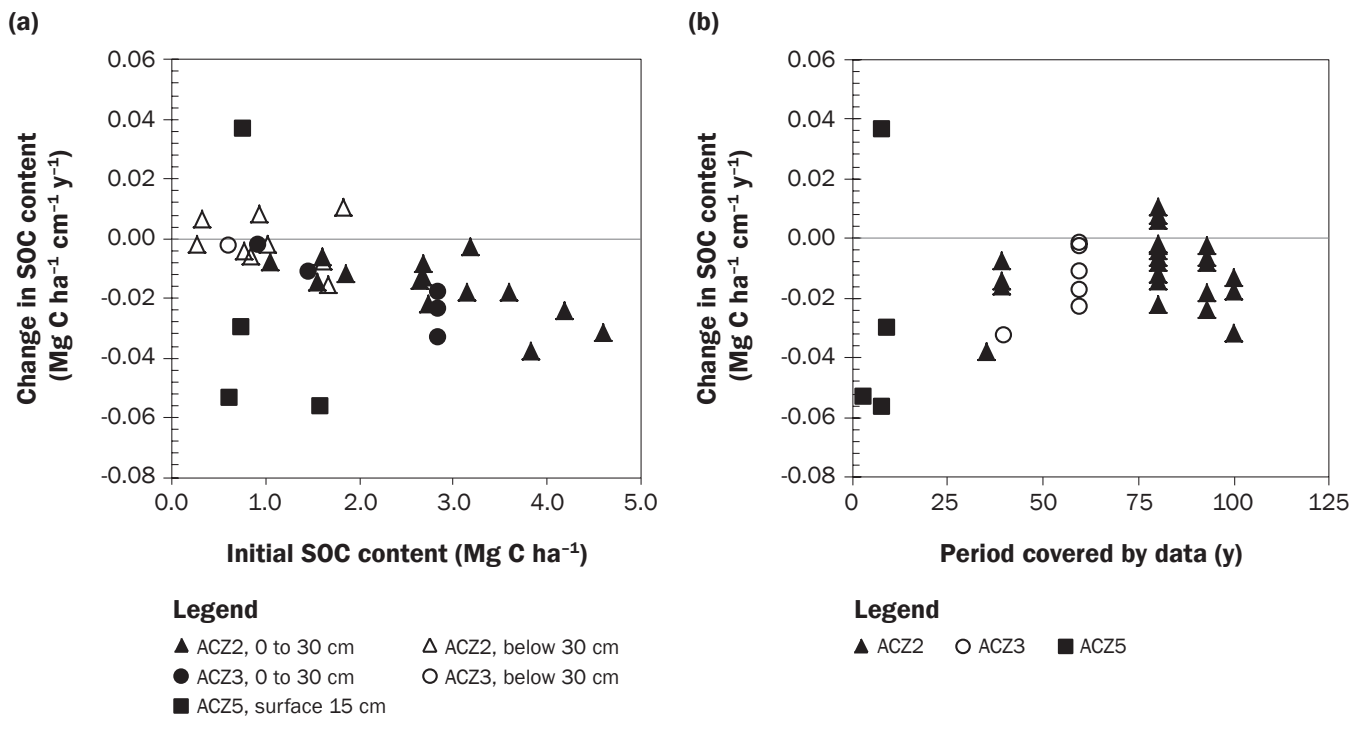 (a)
0.06
0.04
0.02
0.00
-0.02
-0.04
-0.06
-0.08
Change in SOC content
(Mg C ha⁻¹ cm⁻¹ y⁻¹)
0.0 1.0 2.0 3.0 4.0 5.0
Initial SOC content (Mg C ha⁻¹)
Legend
ACZ2, 0 to 30 cm
ACZ2, below 30 cm
ACZ3, 0 to 30 cm
ACZ3, below 30 cm
ACZ5, surface 15 cm
(b)
0.06
0.04
0.02
0.00
-0.02
-0.04
-0.06
-0.08
Change in SOC content
(Mg C ha⁻¹ cm⁻¹ y⁻¹)
0 25 50 75 100 125
Period covered by data (y)
Legend
ACZ2 ACZ3 ACZ5